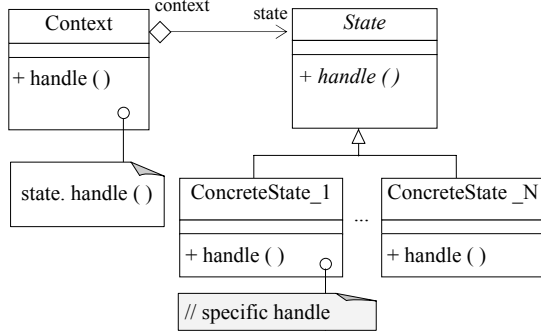 Context
context
state
State
+ handle ( )
+ handle ( )
state. handle ( )
ConcreteState_1
...
ConcreteState _N
+ handle ( )
+ handle ( )
// specific handle